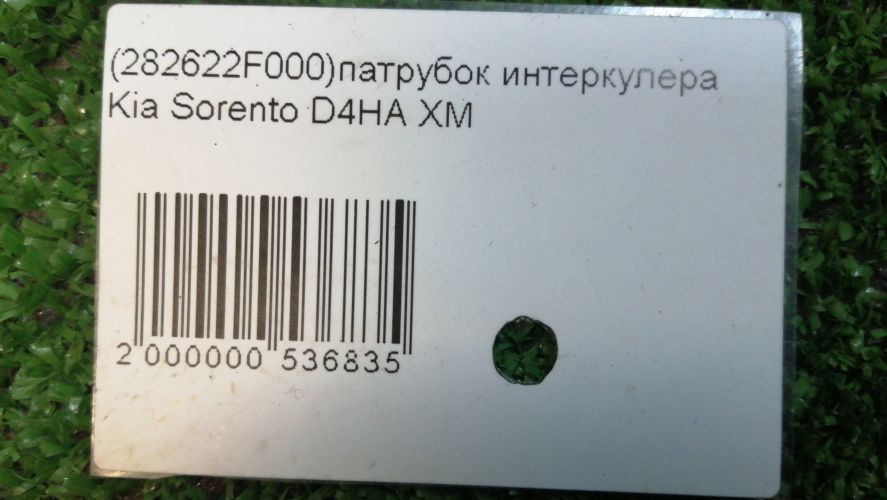 (282622F000)патрубок интеркулера
Kia Sorento D4HA XM
2 000000 536835